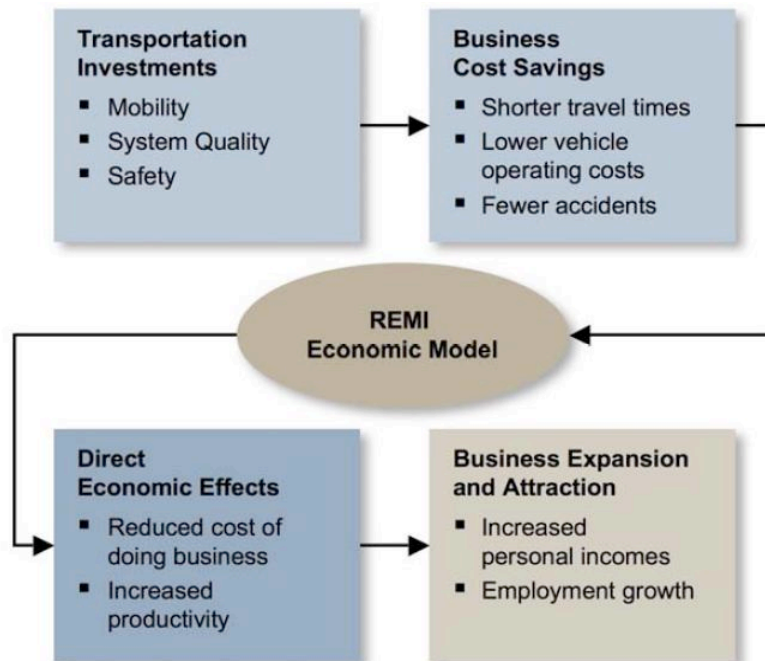 Transportation
Investments
▪ Mobility
▪ System Quality
▪ Safety
Business
Cost Savings
▪ Shorter travel times
▪ Lower vehicle
operating costs
▪ Fewer accidents
REMI
Economic Model
Direct
Economic Effects
▪ Reduced cost of
doing business
▪ Increased
productivity
Business Expansion
and Attraction
▪ Increased
personal incomes
▪ Employment growth